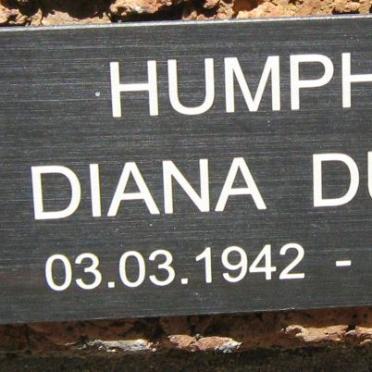 HUMPH
DIANA DU
03.03.1942 -